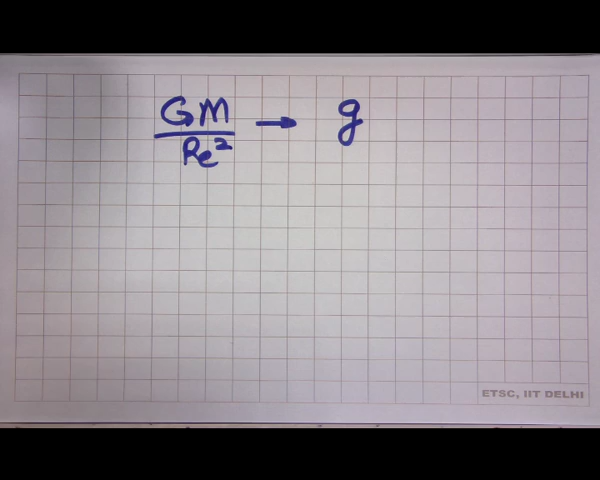 GM/Re² → g
ETSC, IIT DELHI